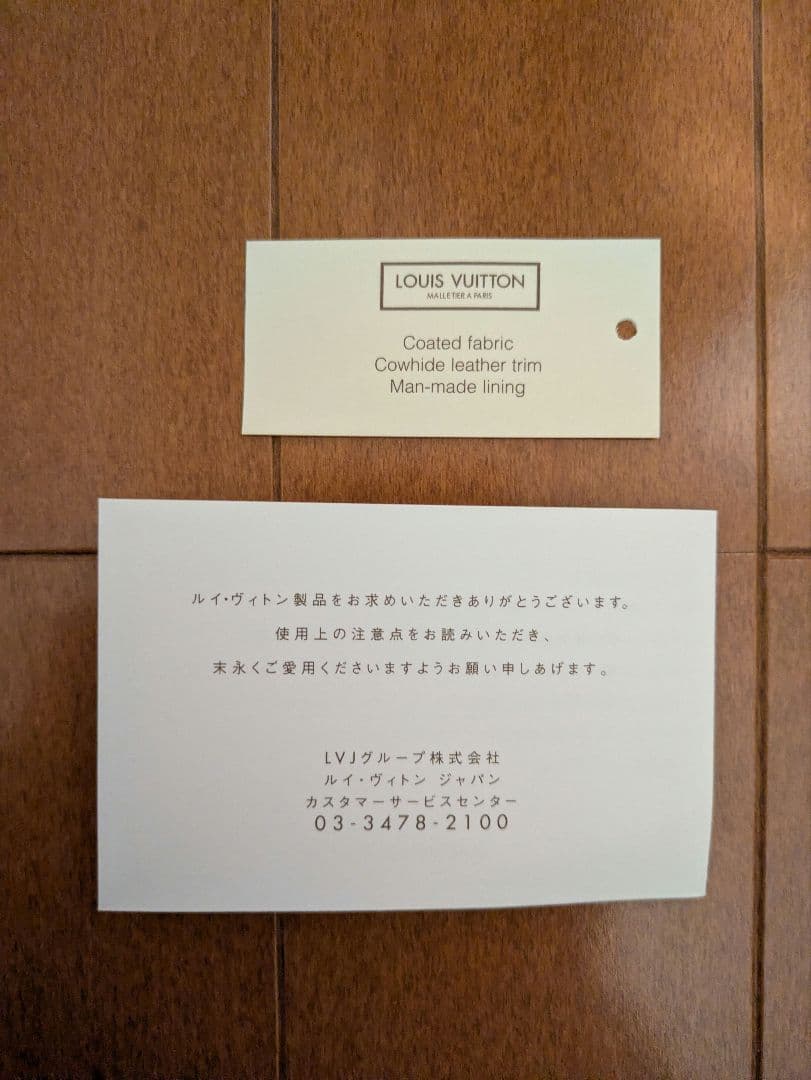 LOUIS VUITTON
MALLETIER A PARIS
Coated fabric
Cowhide leather trim
Man-made lining
ルイ・ヴィトン製品をお求めいただきありがとうございます。
使用上の注意点をお読みいただき、
末永くご愛用くださいますようお願い申しあげます。
LVJグループ株式会社
ルイ・ヴィトン ジャパン
カスタマーサービスセンター
03-3478-2100